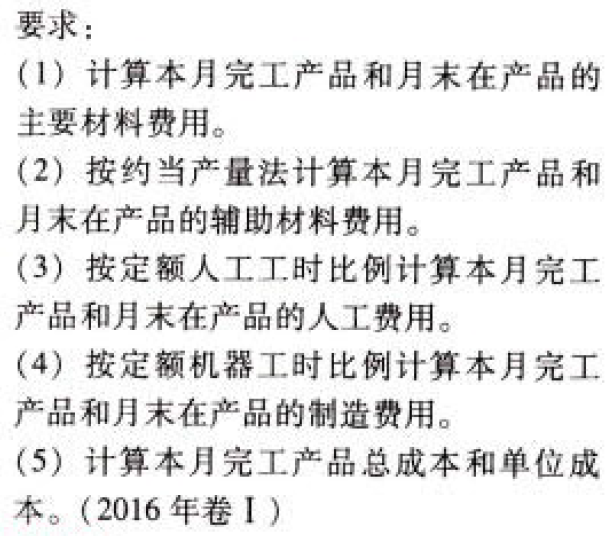 要求：
(1) 计算本月完工产品和月末在产品的
主要材料费用。
(2) 按约当产量法计算本月完工产品和
月末在产品的辅助材料费用。
(3) 按定额人工工时比例计算本月完工
产品和月末在产品的人工费用。
(4) 按定额机器工时比例计算本月完工
产品和月末在产品的制造费用。
(5) 计算本月完工产品总成本和单位成
本。(2016 年卷Ⅰ)